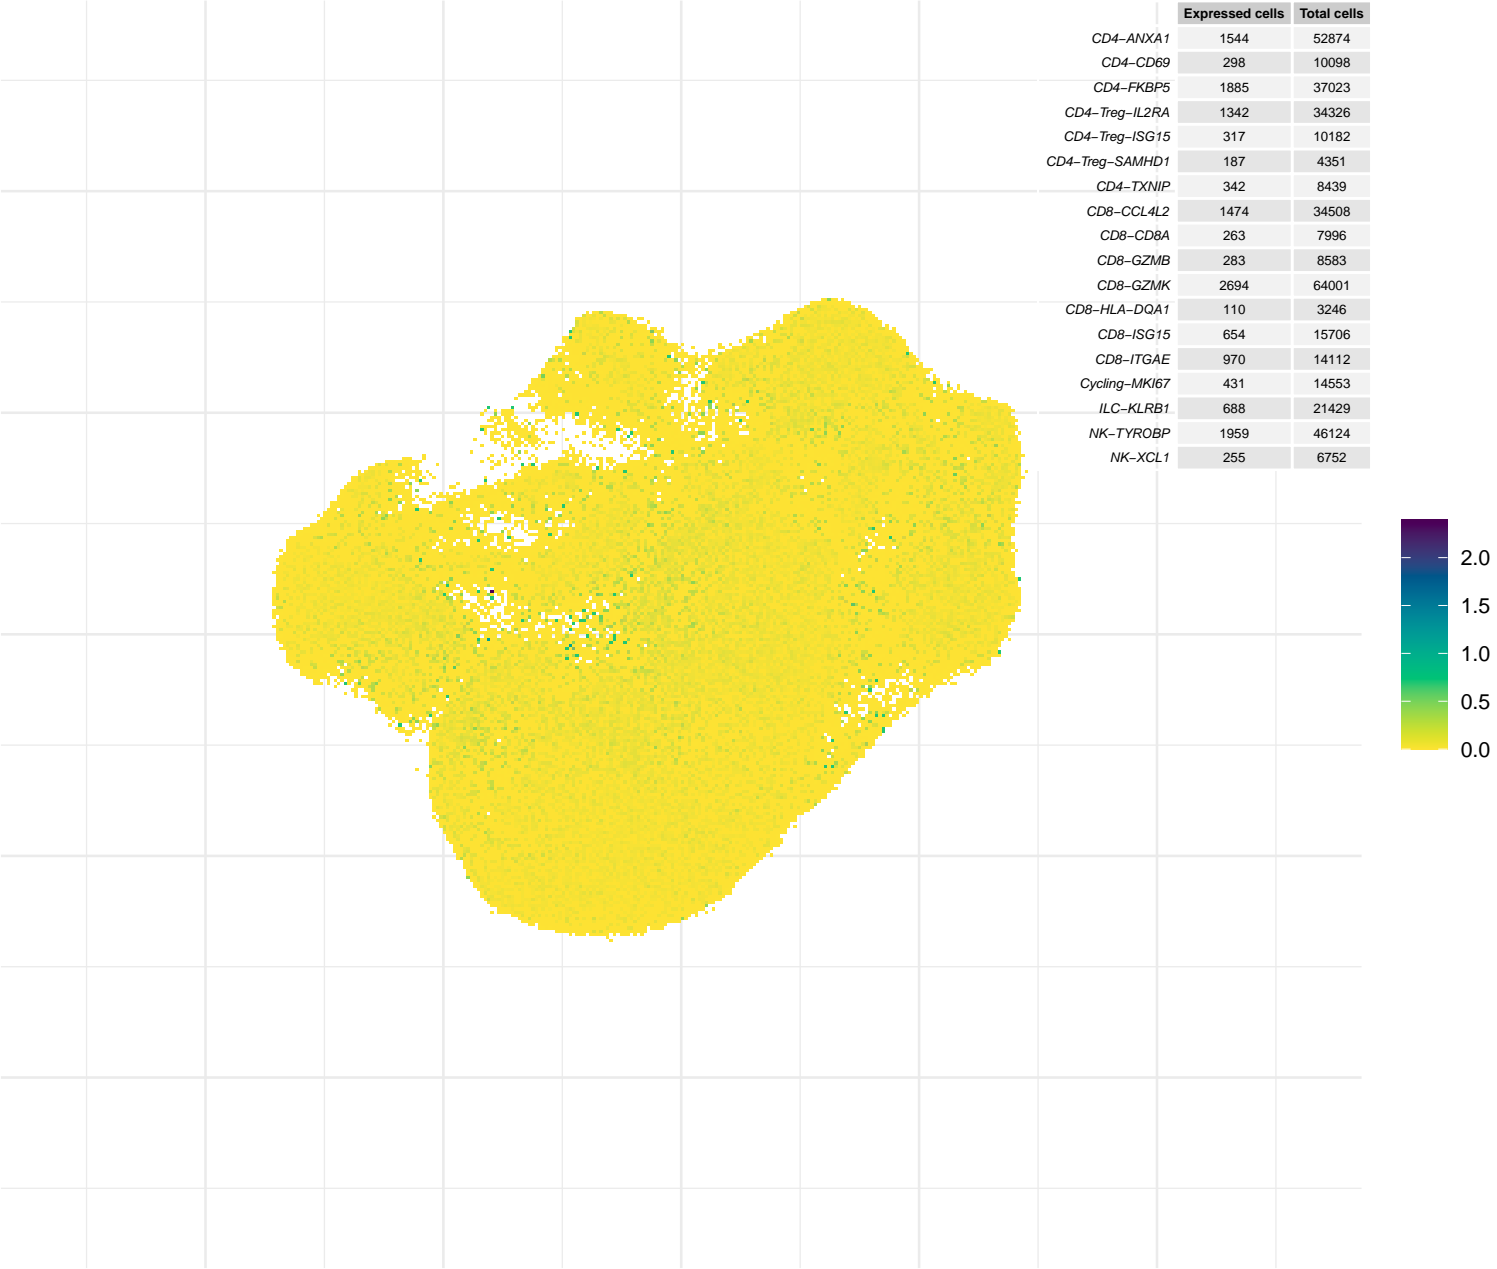 Expressed cells Total cells
CD4−ANXA1 1544 52874
CD4−CD69 298 10098
CD4−FKBP5 1885 37023
CD4−Treg−IL2RA 1342 34326
CD4−Treg−ISG15 317 10182
CD4−Treg−SAMHD1 187 4351
CD4−TXNIP 342 8439
CD8−CCL4L2 1474 34508
CD8−CD8A 263 7996
CD8−GZMB 283 8583
CD8−GZMK 2694 64001
CD8−HLA−DQA1 110 3246
CD8−ISG15 654 15706
CD8−ITGAE 970 14112
Cycling−MKI67 431 14553
ILC−KLRB1 688 21429
NK−TYROBP 1959 46124
NK−XCL1 255 6752
2.0
1.5
1.0
0.5
0.0